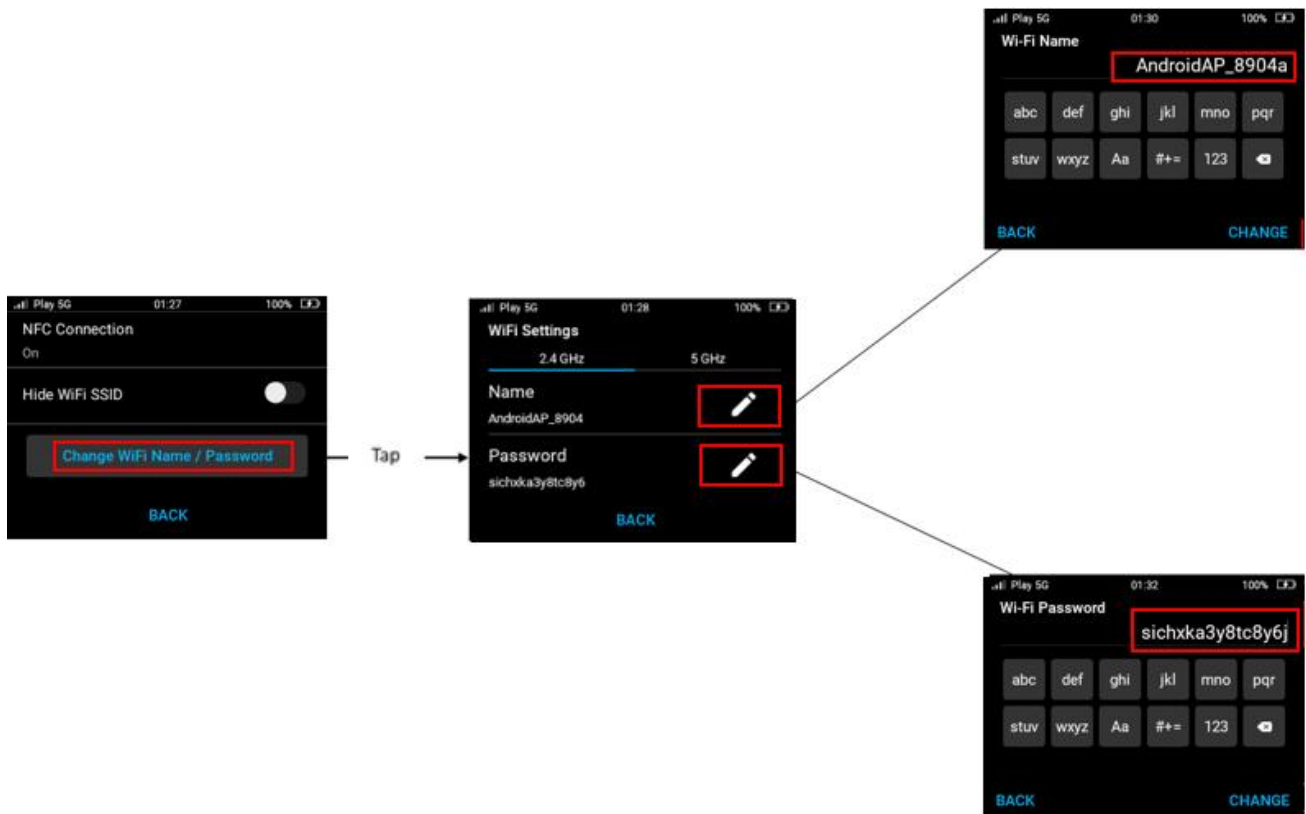 Play 5G 01:30 100%
Wi-Fi Name
AndroidAP_8904a
abc def ghi jkl mno pqr
stuv wxyz Aa #+= 123
BACK CHANGE
Play 5G 01:27 100%
NFC Connection
On
Hide WiFi SSID
Change WiFi Name / Password
BACK
Tap
Play 5G 01:28 100%
WiFi Settings
2.4 GHz 5 GHz
Name
AndroidAP_8904
Password
sichxka3y8tc8y6
BACK
Play 5G 01:32 100%
Wi-Fi Password
sichxka3y8tc8y6j
abc def ghi jkl mno pqr
stuv wxyz Aa #+= 123
BACK CHANGE